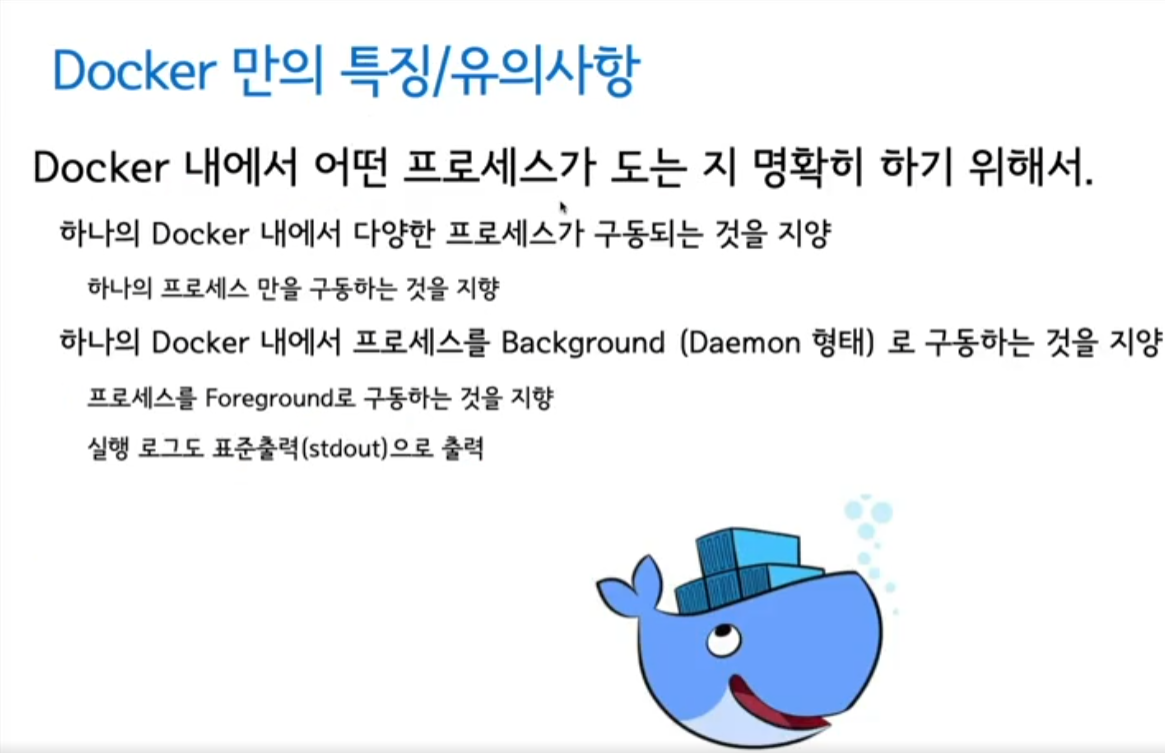 Docker 만의 특징/유의사항
Docker 내에서 어떤 프로세스가 도는 지 명확히 하기 위해서.
하나의 Docker 내에서 다양한 프로세스가 구동되는 것을 지양
하나의 프로세스 만을 구동하는 것을 지향
하나의 Docker 내에서 프로세스를 Background (Daemon 형태) 로 구동하는 것을 지양
프로세스를 Foreground로 구동하는 것을 지향
실행 로그도 표준출력(stdout)으로 출력